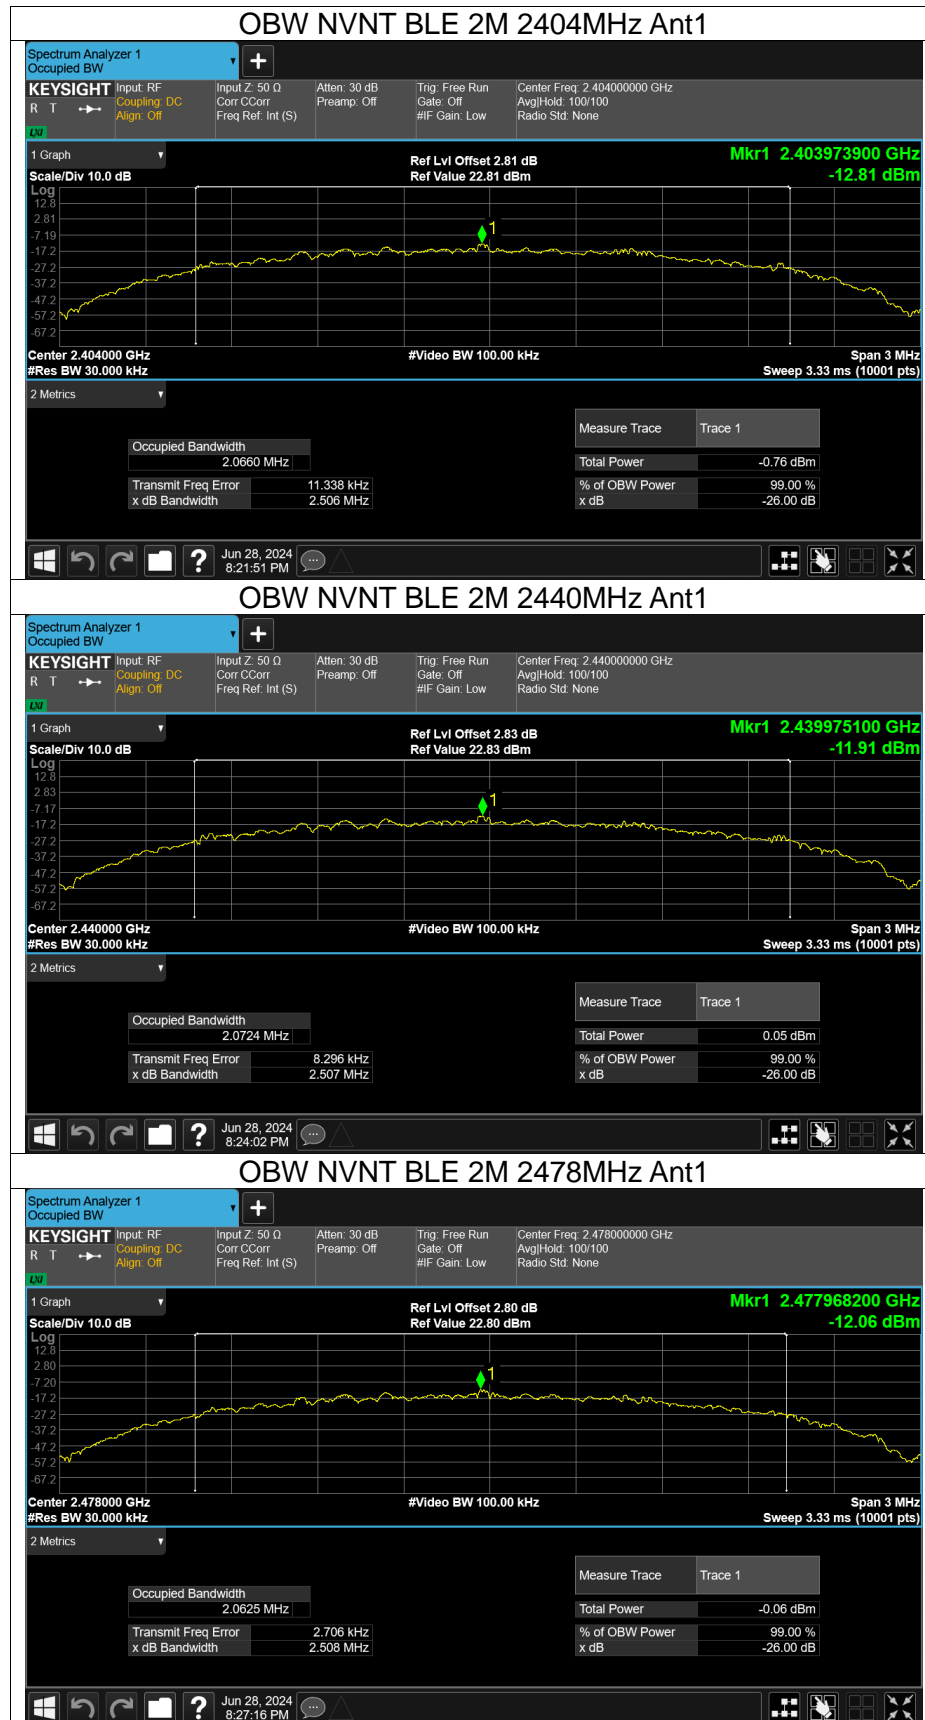 OBW NVNT BLE 2M 2404MHz Ant1
Spectrum Analyzer 1
Occupied BW
+
KEYSIGHT
R T
LXI
Input: RF
Coupling: DC
Align: Off
Input Z: 50 Ω
Corr CCorr
Freq Ref: Int (S)
Atten: 30 dB
Preamp: Off
Trig: Free Run
Gate: Off
#IF Gain: Low
Center Freq: 2.404000000 GHz
Avg|Hold: 100/100
Radio Std: None
1 Graph
Scale/Div 10.0 dB
Ref Lvl Offset 2.81 dB
Ref Value 22.81 dBm
Mkr1 2.403973900 GHz
-12.81 dBm
Log
12.8
2.81
-7.19
-17.2
-27.2
-37.2
-47.2
-57.2
-67.2
1
Center 2.404000 GHz
#Video BW 100.00 kHz
Span 3 MHz
#Res BW 30.000 kHz
Sweep 3.33 ms (10001 pts)
2 Metrics
Measure Trace Trace 1
Occupied Bandwidth
2.0660 MHz
Total Power -0.76 dBm
Transmit Freq Error 11.338 kHz
% of OBW Power 99.00 %
x dB Bandwidth 2.506 MHz
x dB -26.00 dB
?
Jun 28, 2024
8:21:51 PM
OBW NVNT BLE 2M 2440MHz Ant1
Spectrum Analyzer 1
Occupied BW
+
KEYSIGHT
R T
LXI
Input: RF
Coupling: DC
Align: Off
Input Z: 50 Ω
Corr CCorr
Freq Ref: Int (S)
Atten: 30 dB
Preamp: Off
Trig: Free Run
Gate: Off
#IF Gain: Low
Center Freq: 2.440000000 GHz
Avg|Hold: 100/100
Radio Std: None
1 Graph
Scale/Div 10.0 dB
Ref Lvl Offset 2.83 dB
Ref Value 22.83 dBm
Mkr1 2.439975100 GHz
-11.91 dBm
Log
12.8
2.83
-7.17
-17.2
-27.2
-37.2
-47.2
-57.2
-67.2
1
Center 2.440000 GHz
#Video BW 100.00 kHz
Span 3 MHz
#Res BW 30.000 kHz
Sweep 3.33 ms (10001 pts)
2 Metrics
Measure Trace Trace 1
Occupied Bandwidth
2.0724 MHz
Total Power 0.05 dBm
Transmit Freq Error 8.296 kHz
% of OBW Power 99.00 %
x dB Bandwidth 2.507 MHz
x dB -26.00 dB
?
Jun 28, 2024
8:24:02 PM
OBW NVNT BLE 2M 2478MHz Ant1
Spectrum Analyzer 1
Occupied BW
+
KEYSIGHT
R T
LXI
Input: RF
Coupling: DC
Align: Off
Input Z: 50 Ω
Corr CCorr
Freq Ref: Int (S)
Atten: 30 dB
Preamp: Off
Trig: Free Run
Gate: Off
#IF Gain: Low
Center Freq: 2.478000000 GHz
Avg|Hold: 100/100
Radio Std: None
1 Graph
Scale/Div 10.0 dB
Ref Lvl Offset 2.80 dB
Ref Value 22.80 dBm
Mkr1 2.477968200 GHz
-12.06 dBm
Log
12.8
2.80
-7.20
-17.2
-27.2
-37.2
-47.2
-57.2
-67.2
1
Center 2.478000 GHz
#Video BW 100.00 kHz
Span 3 MHz
#Res BW 30.000 kHz
Sweep 3.33 ms (10001 pts)
2 Metrics
Measure Trace Trace 1
Occupied Bandwidth
2.0625 MHz
Total Power -0.06 dBm
Transmit Freq Error 2.706 kHz
% of OBW Power 99.00 %
x dB Bandwidth 2.508 MHz
x dB -26.00 dB
?
Jun 28, 2024
8:27:16 PM